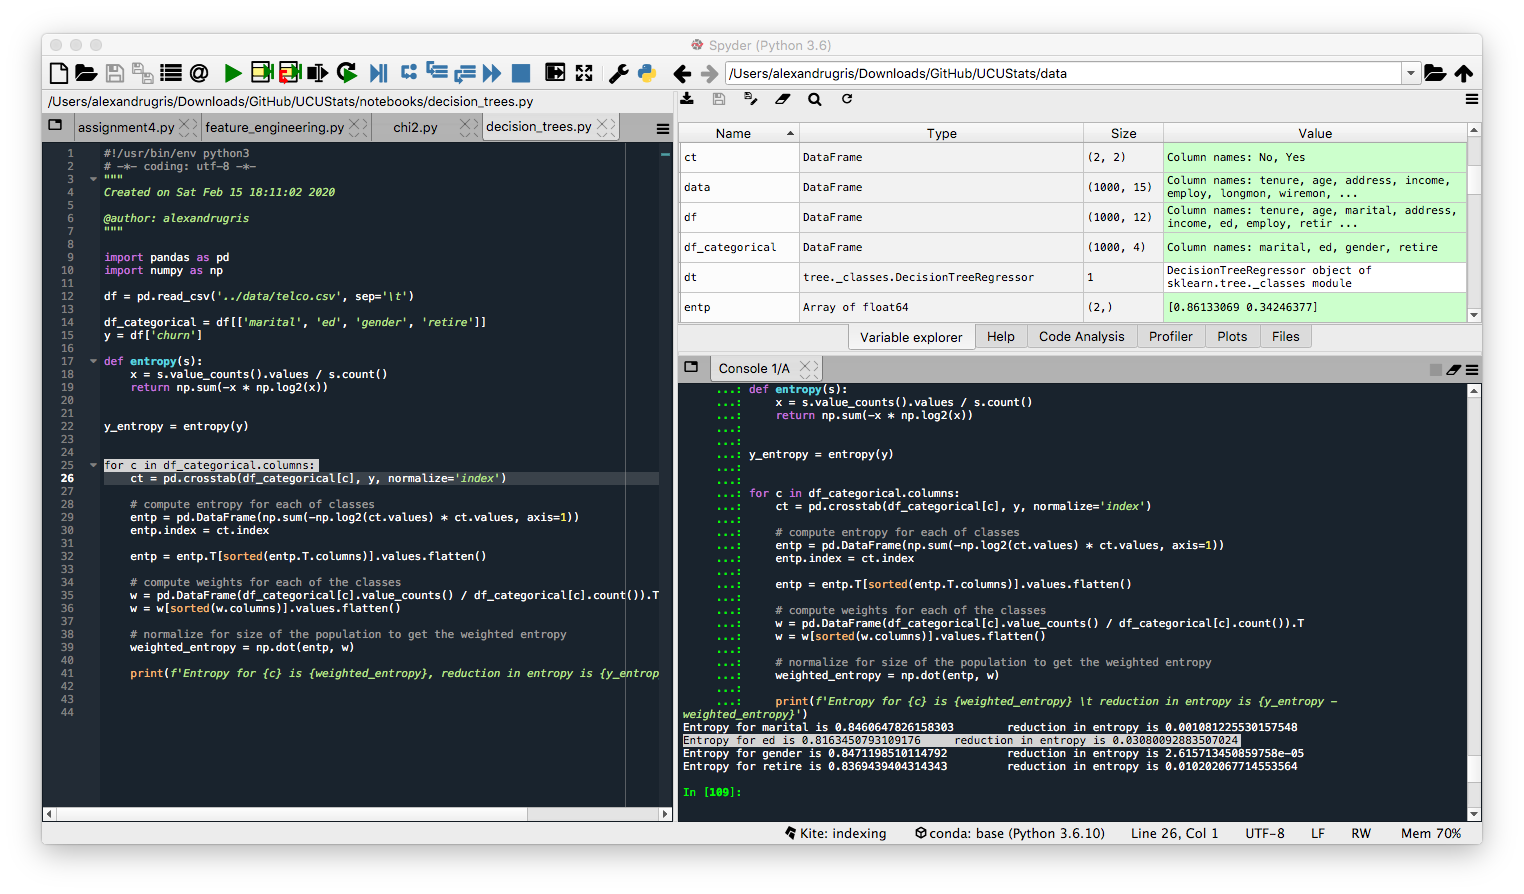 Spyder (Python 3.6)
/Users/alexandrugris/Downloads/GitHub/UCUStats/data
/Users/alexandrugris/Downloads/GitHub/UCUStats/notebooks/decision_trees.py
assignment4.py feature_engineering.py chi2.py decision_trees.py
1 #!/usr/bin/env python3
2 # -*- coding: utf-8 -*-
3 """
4 Created on Sat Feb 15 18:11:02 2020
5
6 @author: alexandrugris
7 """
8
9 import pandas as pd
10 import numpy as np
11
12 df = pd.read_csv('../data/telco.csv', sep='\t')
13
14 df_categorical = df[['marital', 'ed', 'gender', 'retire']]
15 y = df['churn']
16
17 def entropy(s):
18 x = s.value_counts().values / s.count()
19 return np.sum(-x * np.log2(x))
20
21
22 y_entropy = entropy(y)
23
24
25 for c in df_categorical.columns:
26 ct = pd.crosstab(df_categorical[c], y, normalize='index')
27
28 # compute entropy for each of classes
29 entp = pd.DataFrame(np.sum(-np.log2(ct.values) * ct.values, axis=1))
30 entp.index = ct.index
31
32 entp = entp.T[sorted(entp.T.columns)].values.flatten()
33
34 # compute weights for each of the classes
35 w = pd.DataFrame(df_categorical[c].value_counts() / df_categorical[c].count()).T
36 w = w[sorted(w.columns)].values.flatten()
37
38 # normalize for size of the population to get the weighted entropy
39 weighted_entropy = np.dot(entp, w)
40
41 print(f'Entropy for {c} is {weighted_entropy}, reduction in entropy is {y_entrop
42
43
44
Name Type Size Value
ct DataFrame (2, 2) Column names: No, Yes
data DataFrame (1000, 15) Column names: tenure, age, address, income,
employ, longmon, wiremon, ...
df DataFrame (1000, 12) Column names: tenure, age, marital, address,
income, ed, employ, retir ...
df_categorical DataFrame (1000, 4) Column names: marital, ed, gender, retire
dt tree._classes.DecisionTreeRegressor 1 DecisionTreeRegressor object of
sklearn.tree._classes module
entp Array of float64 (2,) [0.86133069 0.34246377]
Variable explorer Help Code Analysis Profiler Plots Files
Console 1/A
...: def entropy(s):
...: x = s.value_counts().values / s.count()
...: return np.sum(-x * np.log2(x))
...:
...:
...: y_entropy = entropy(y)
...:
...:
...: for c in df_categorical.columns:
...: ct = pd.crosstab(df_categorical[c], y, normalize='index')
...:
...: # compute entropy for each of classes
...: entp = pd.DataFrame(np.sum(-np.log2(ct.values) * ct.values, axis=1))
...: entp.index = ct.index
...:
...: entp = entp.T[sorted(entp.T.columns)].values.flatten()
...:
...: # compute weights for each of the classes
...: w = pd.DataFrame(df_categorical[c].value_counts() / df_categorical[c].count()).T
...: w = w[sorted(w.columns)].values.flatten()
...:
...: # normalize for size of the population to get the weighted entropy
...: weighted_entropy = np.dot(entp, w)
...:
...: print(f'Entropy for {c} is {weighted_entropy} \t reduction in entropy is {y_entropy -
weighted_entropy}')
Entropy for marital is 0.8460647826158303 reduction in entropy is 0.001081225530157548
Entropy for ed is 0.8163450793109176 reduction in entropy is 0.03080092883507024
Entropy for gender is 0.8471198510114792 reduction in entropy is 2.615713450859758e-05
Entropy for retire is 0.8369439404314343 reduction in entropy is 0.010202067714553564
In [109]:
Kite: indexing conda: base (Python 3.6.10) Line 26, Col 1 UTF-8 LF RW Mem 70%